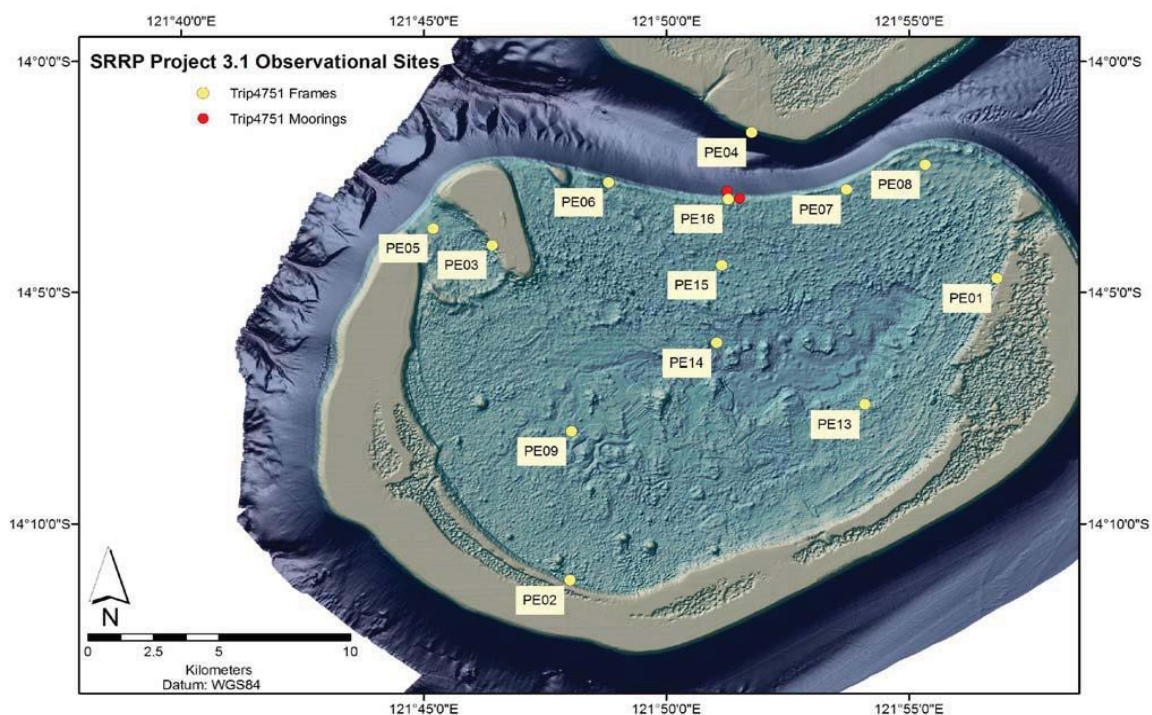 121°40'0"E 121°45'0"E 121°50'0"E 121°55'0"E
14°0'0"S 14°0'0"S
SRRP Project 3.1 Observational Sites
Trip4751 Frames
Trip4751 Moorings
PE04
PE08
PE06
PE16
PE07
PE05
PE03
PE15
PE01
14°5'0"S 14°5'0"S
PE14
PE13
PE09
14°10'0"S 14°10'0"S
PE02
N
0 2.5 5 10
Kilometers
Datum: WGS84
121°45'0"E 121°50'0"E 121°55'0"E